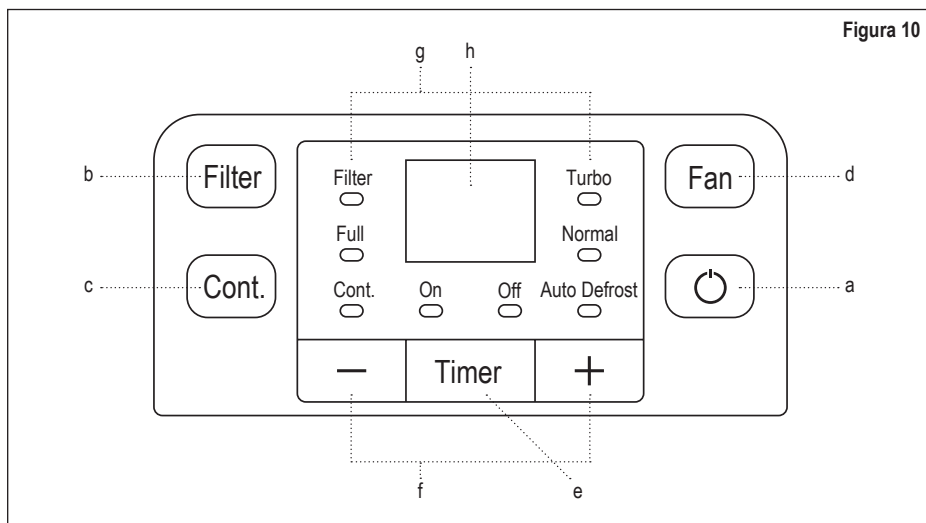 Figura 10
g h
b Filter Filter Turbo Fan d
Full Normal
c Cont. Cont. On Off Auto Defrost a
− Timer +
f e